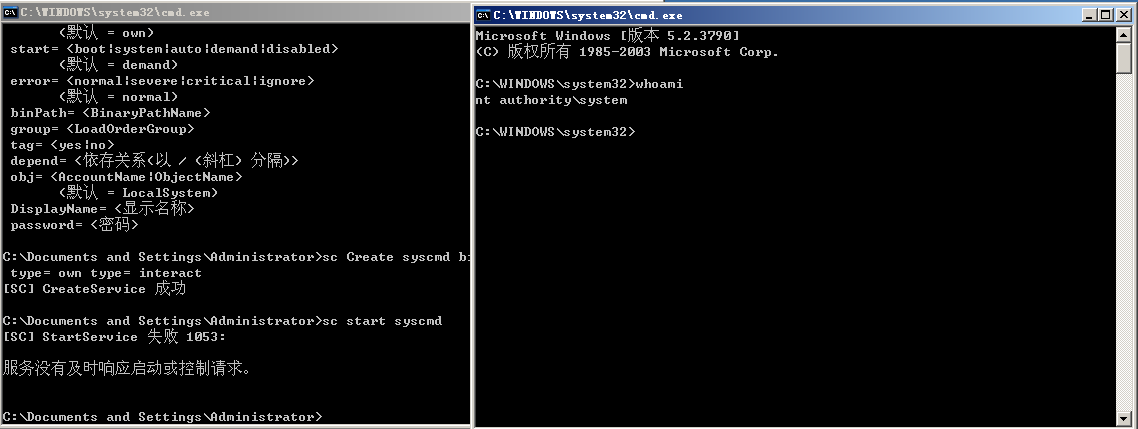 C:\WINDOWS\system32\cmd.exe
(默认 = own)
start= <boot|system|auto|demand|disabled>
(默认 = demand)
error= <normal|severe|critical|ignore>
(默认 = normal)
binPath= <BinaryPathName>
group= <LoadOrderGroup>
tag= <yes|no>
depend= <依存关系(以 / (斜杠) 分隔)>
obj= <AccountName|ObjectName>
(默认 = LocalSystem)
DisplayName= <显示名称>
password= <密码>
C:\Documents and Settings\Administrator>sc Create syscmd bi
type= own type= interact
[SC] CreateService 成功
C:\Documents and Settings\Administrator>sc start syscmd
[SC] StartService 失败 1053:
服务没有及时响应启动或控制请求。
C:\Documents and Settings\Administrator>
C:\WINDOWS\system32\cmd.exe
Microsoft Windows [版本 5.2.3790]
(C) 版权所有 1985-2003 Microsoft Corp.
C:\WINDOWS\system32>whoami
nt authority\system
C:\WINDOWS\system32>